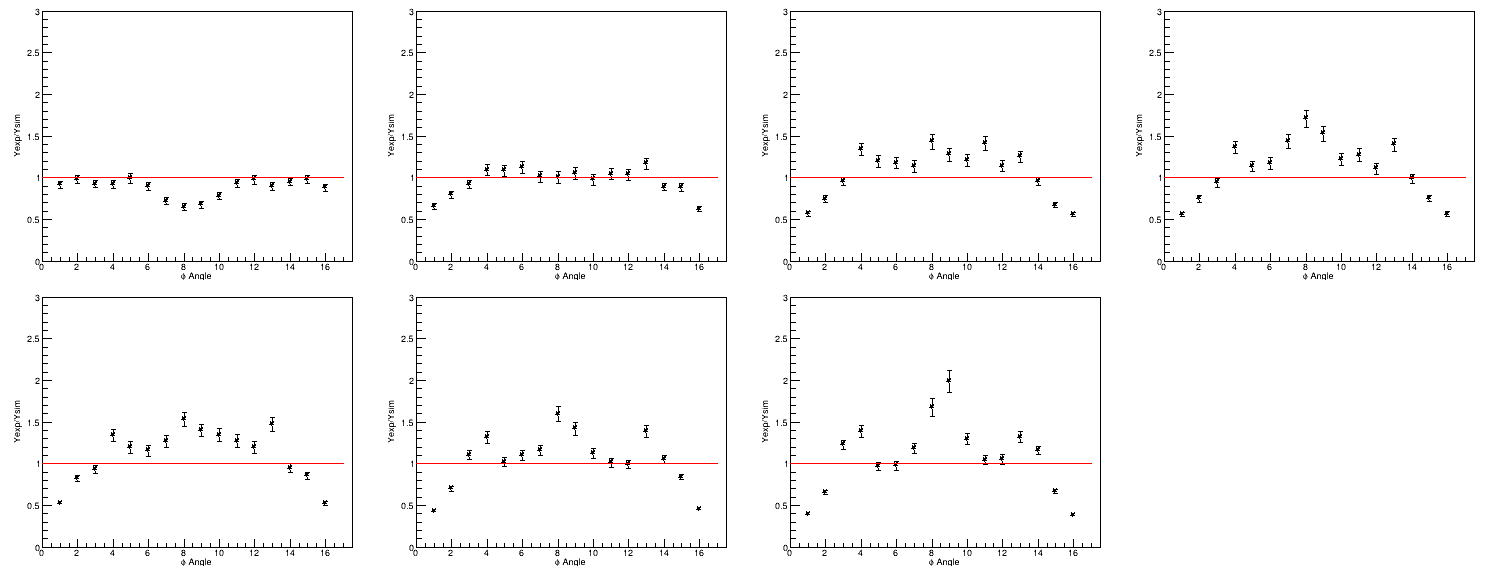 3 3 3 3
2.5 2.5 2.5 2.5
2 2 2 2
1.5 1.5 1.5 1.5
Yexp/Ysim Yexp/Ysim Yexp/Ysim Yexp/Ysim
1 1 1 1
0.5 0.5 0.5 0.5
0 0 0 0
0 2 4 6 8 10 12 14 16 0 2 4 6 8 10 12 14 16 0 2 4 6 8 10 12 14 16 0 2 4 6 8 10 12 14 16
ϕ Angle ϕ Angle ϕ Angle ϕ Angle
3 3 3
2.5 2.5 2.5
2 2 2
1.5 1.5 1.5
Yexp/Ysim Yexp/Ysim Yexp/Ysim
1 1 1
0.5 0.5 0.5
0 0 0
0 2 4 6 8 10 12 14 16 0 2 4 6 8 10 12 14 16 0 2 4 6 8 10 12 14 16
ϕ Angle ϕ Angle ϕ Angle